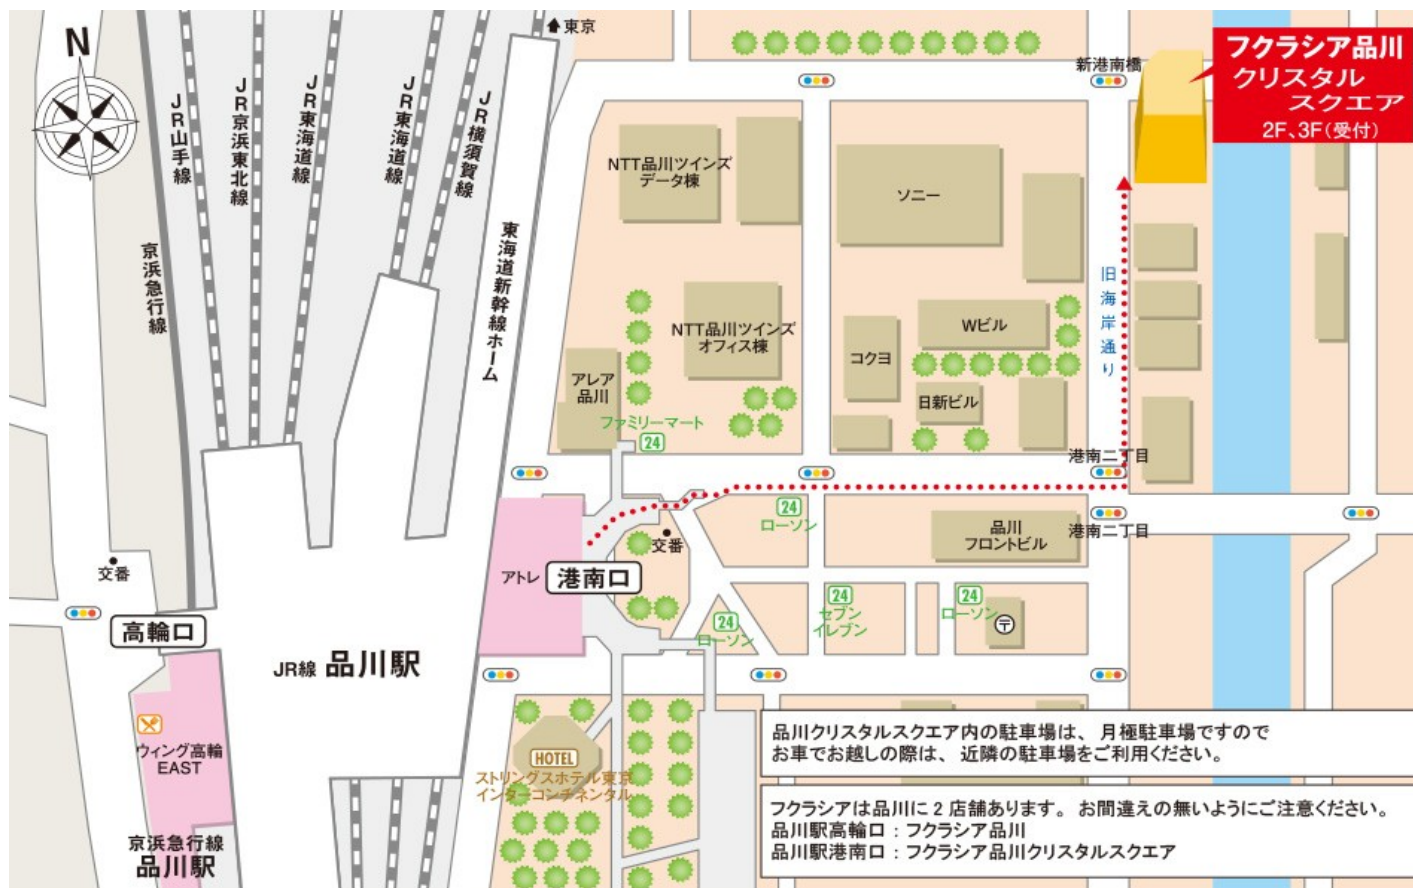 N
東京
フクラシア品川
クリスタル
スクエア
2F、3F(受付)
新港南橋
JR山手線
JR京浜東北線
JR東海道線
JR東海道線
JR横須賀線
京浜急行線
東海道新幹線ホーム
NTT品川ツインズ
データ棟
ソニー
NTT品川ツインズ
オフィス棟
旧海岸通り
Wビル
コクヨ
日新ビル
アレア
品川
ファミリーマート
24
港南二丁目
24
ローソン
品川
フロントビル
港南二丁目
交番
アトレ
港南口
交番
高輪口
24
ローソン
24
セブン
イレブン
24
ローソン
〒
JR線 品川駅
ウィング高輪
EAST
HOTEL
ストリングスホテル東京
インターコンチネンタル
京浜急行線
品川駅
品川クリスタルスクエア内の駐車場は、月極駐車場ですので
お車でお越しの際は、近隣の駐車場をご利用ください。
フクラシアは品川に2店舗あります。お間違えの無いようにご注意ください。
品川駅高輪口：フクラシア品川
品川駅港南口：フクラシア品川クリスタルスクエア